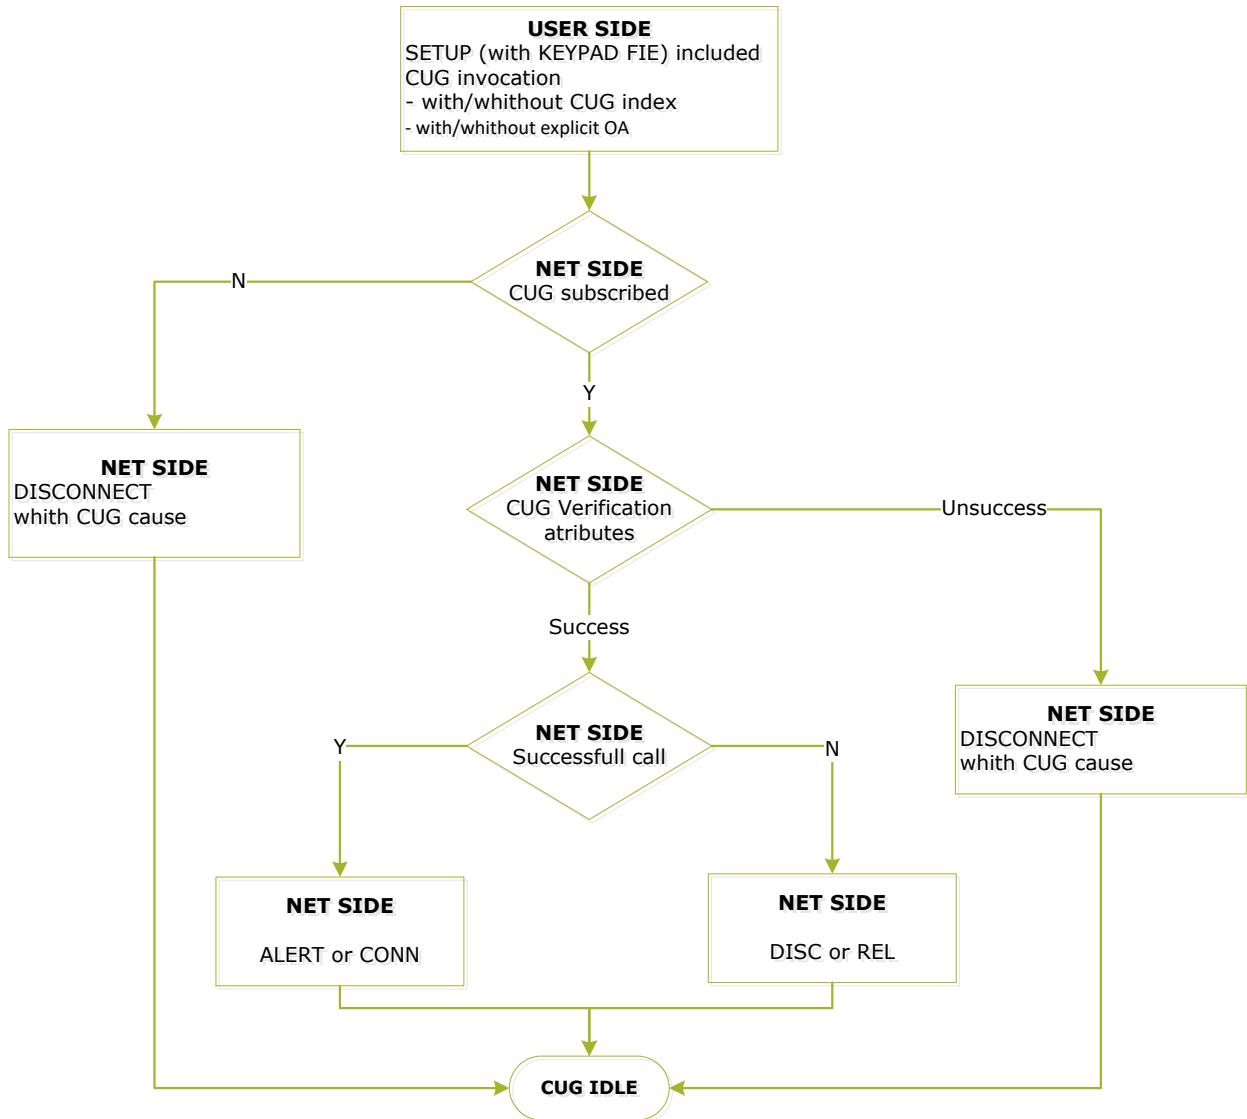 USER SIDE
SETUP (with KEYPAD FIE) included
CUG invocation
- with/whithout CUG index
- with/whithout explicit OA
NET SIDE
CUG subscribed
N
Y
NET SIDE
DISCONNECT
whith CUG cause
NET SIDE
CUG Verification
atributes
Unsuccess
Success
NET SIDE
DISCONNECT
whith CUG cause
NET SIDE
Successfull call
Y
N
NET SIDE
ALERT or CONN
NET SIDE
DISC or REL
CUG IDLE